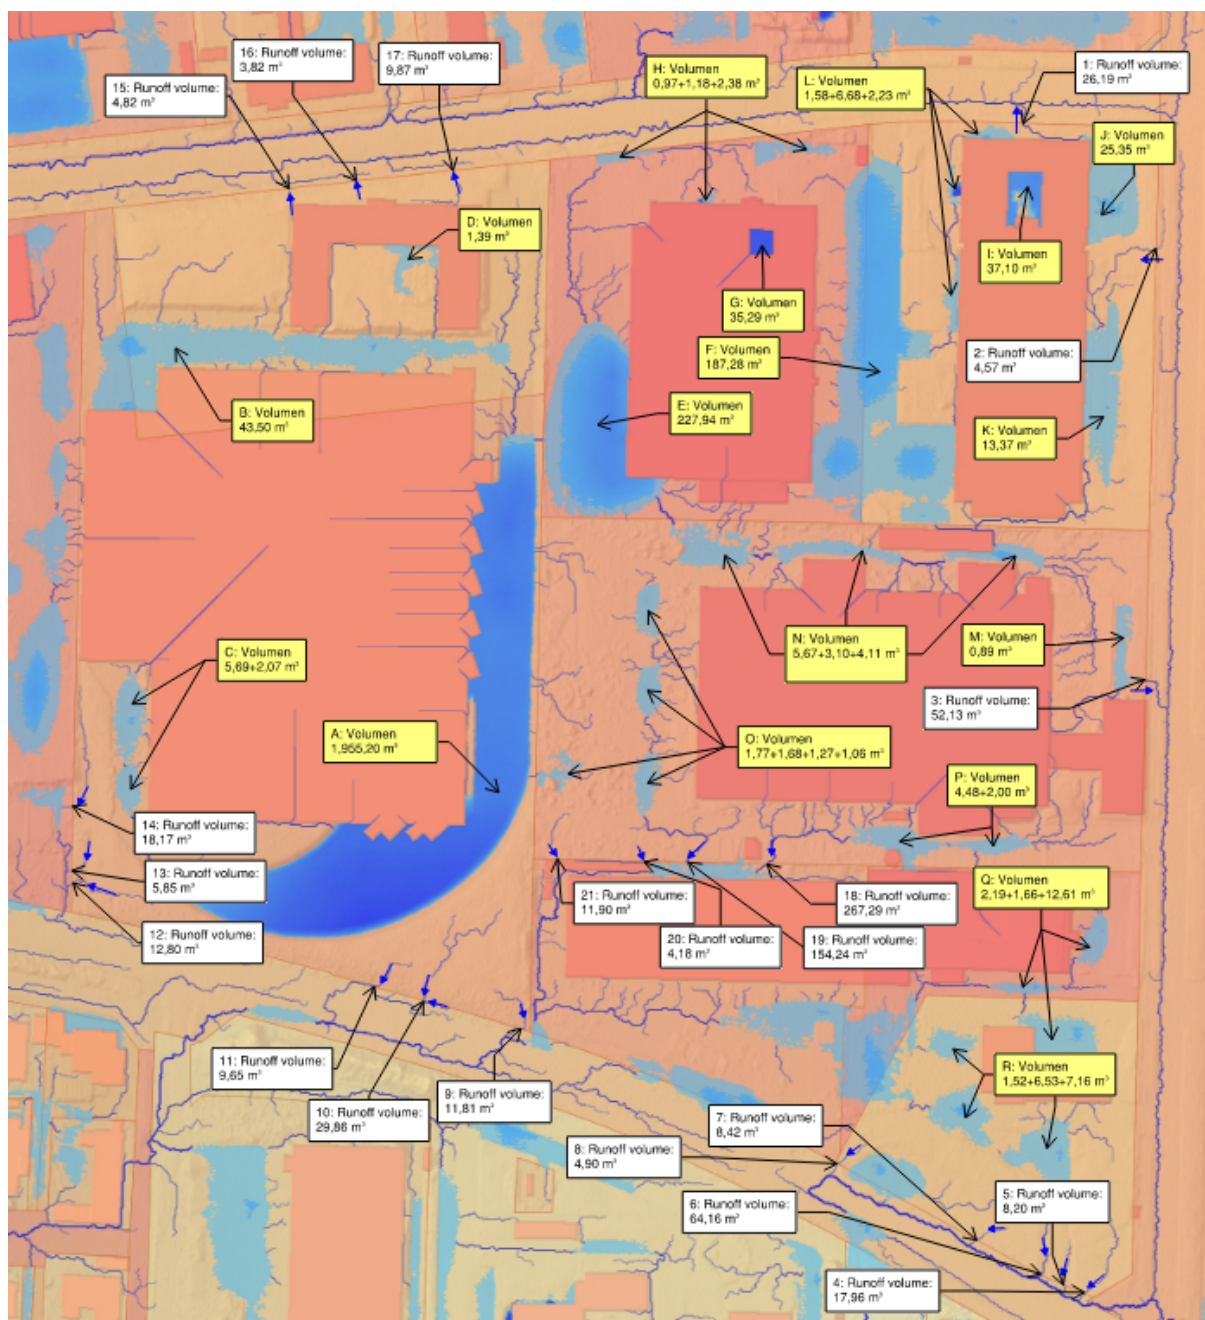 16: Runoff volume:
3,82 m³
17: Runoff volume:
9,87 m³
H: Volumen
0,97+1,18+2,38 m³
L: Volumen
1,58+6,68+2,23 m³
1: Runoff volume:
26,19 m³
15: Runoff volume:
4,82 m³
J: Volumen
25,35 m³
D: Volumen
1,39 m³
I: Volumen
37,10 m³
G: Volumen
35,29 m³
F: Volumen
187,28 m³
2: Runoff volume:
4,57 m³
B: Volumen
43,50 m³
E: Volumen
227,94 m³
K: Volumen
13,37 m³
C: Volumen
5,69+2,07 m³
N: Volumen
5,67+3,10+4,11 m³
M: Volumen
0,89 m³
3: Runoff volume:
52,13 m³
A: Volumen
1,955,20 m³
O: Volumen
1,77+1,68+1,27+1,06 m³
P: Volumen
4,48+2,00 m³
14: Runoff volume:
18,17 m³
13: Runoff volume:
5,85 m³
12: Runoff volume:
12,80 m³
21: Runoff volume:
11,90 m³
18: Runoff volume:
267,29 m³
Q: Volumen
2,19+1,66+12,61 m³
20: Runoff volume:
4,18 m³
19: Runoff volume:
154,24 m³
11: Runoff volume:
9,65 m³
10: Runoff volume:
29,86 m³
9: Runoff volume:
11,81 m³
R: Volumen
1,52+6,53+7,16 m³
7: Runoff volume:
8,42 m³
8: Runoff volume:
4,90 m³
6: Runoff volume:
64,16 m³
5: Runoff volume:
8,20 m³
4: Runoff volume:
17,96 m³